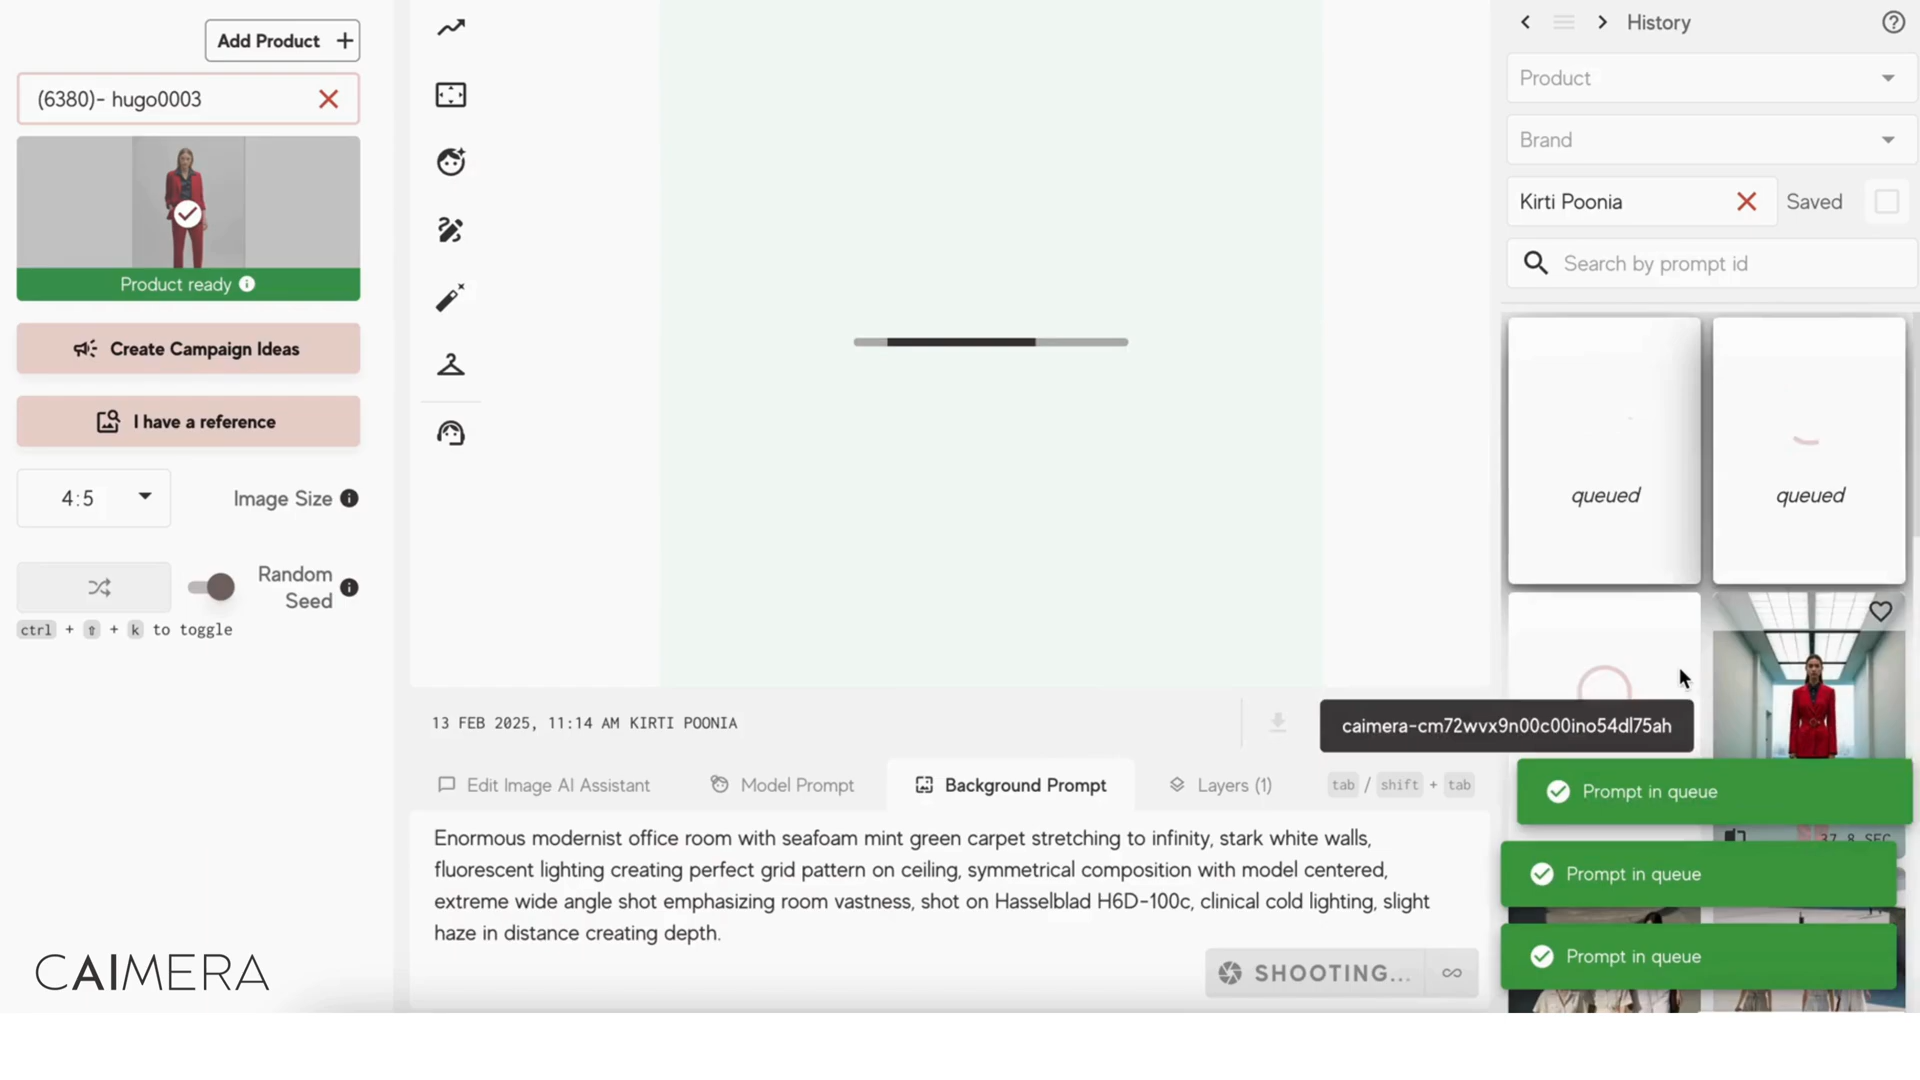 Add Product +
(6380)- hugo0003
Product ready
Create Campaign Ideas
I have a reference
4:5
Image Size
Random
Seed
ctrl + ⇧ + k to toggle
CAIMERA
13 FEB 2025, 11:14 AM KIRTI POONIA
Edit Image AI Assistant
Model Prompt
Background Prompt
Layers (1)
tab / shift + tab
Enormous modernist office room with seafoam mint green carpet stretching to infinity, stark white walls,
fluorescent lighting creating perfect grid pattern on ceiling, symmetrical composition with model centered,
extreme wide angle shot emphasizing room vastness, shot on Hasselblad H6D-100c, clinical cold lighting, slight
haze in distance creating depth.
SHOOTING...
History
Product
Brand
Kirti Poonia
Saved
Search by prompt id
queued
queued
caimera-cm72wvx9n00c00ino54dl75ah
Prompt in queue
37.8 SEC
Prompt in queue
Prompt in queue